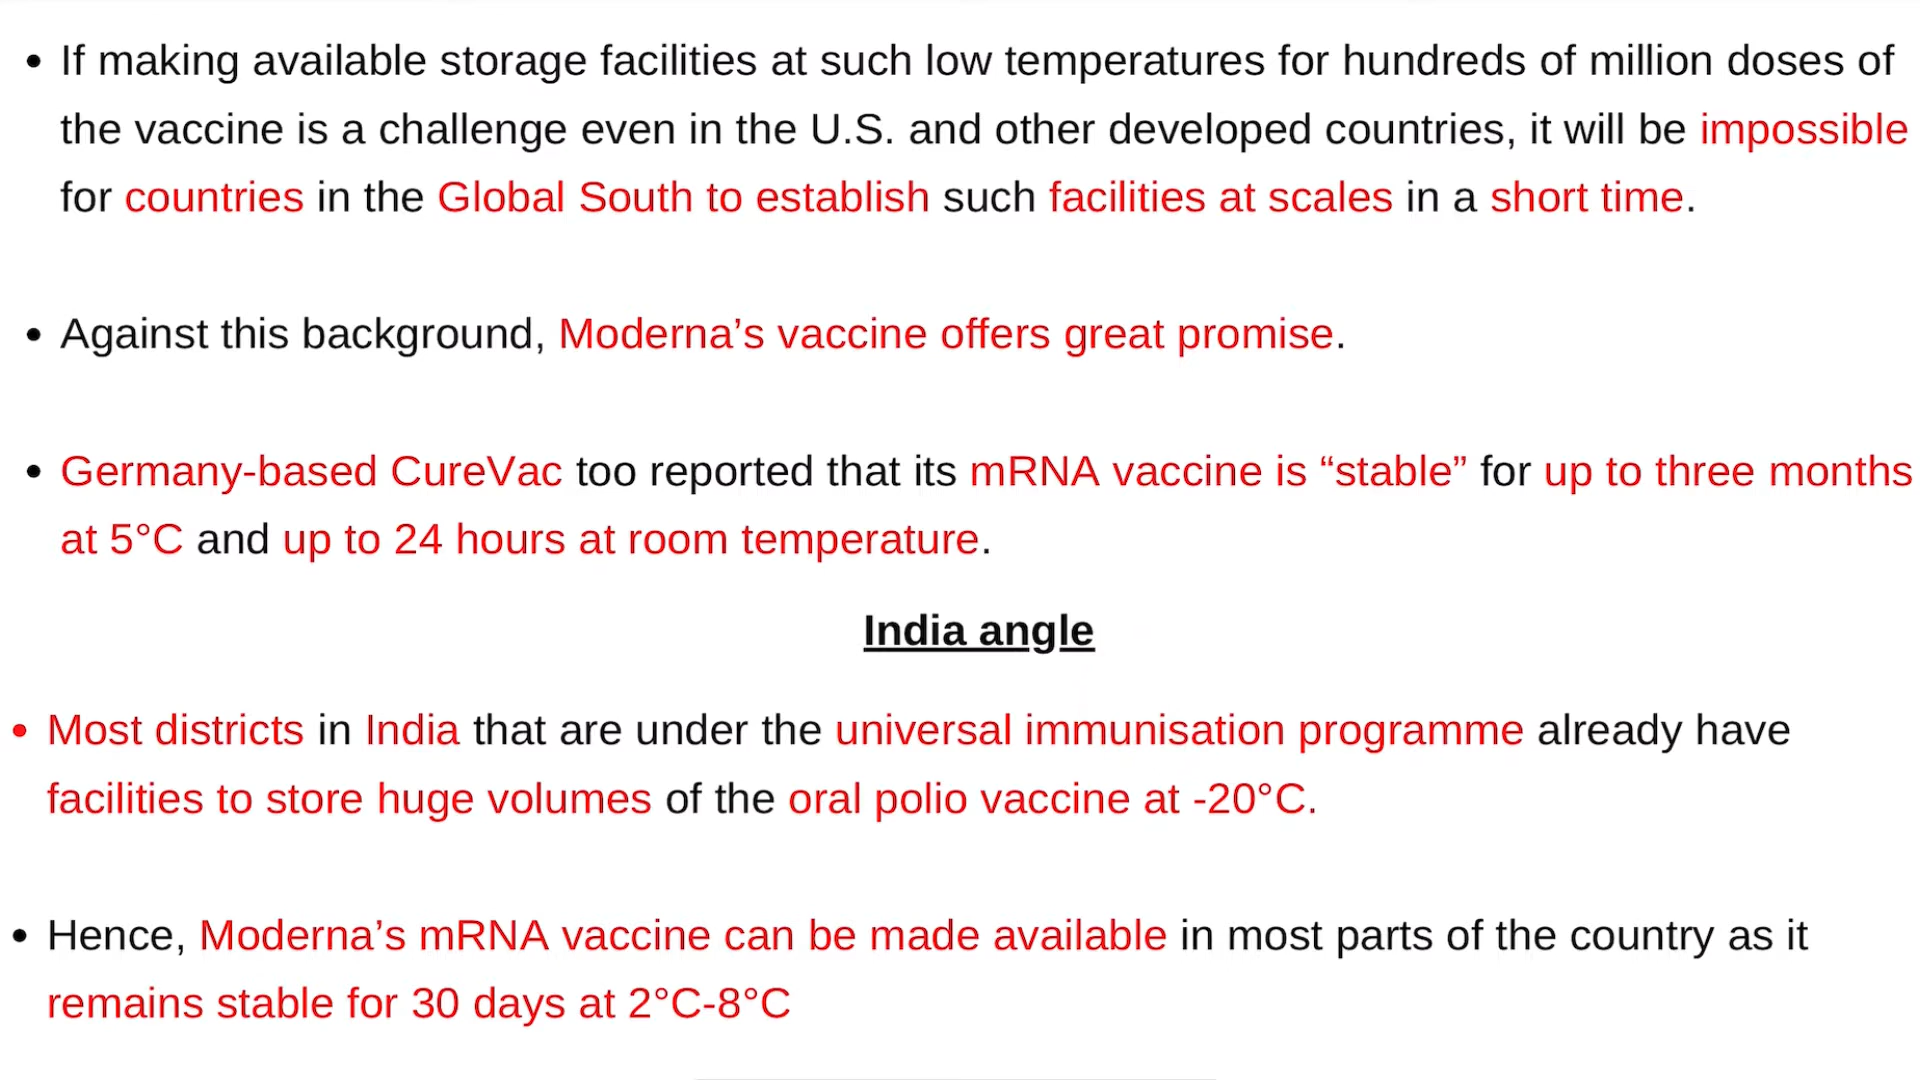 • If making available storage facilities at such low temperatures for hundreds of million doses of
the vaccine is a challenge even in the U.S. and other developed countries, it will be impossible
for countries in the Global South to establish such facilities at scales in a short time.
• Against this background, Moderna’s vaccine offers great promise.
• Germany-based CureVac too reported that its mRNA vaccine is “stable” for up to three months
at 5°C and up to 24 hours at room temperature.
India angle
• Most districts in India that are under the universal immunisation programme already have
facilities to store huge volumes of the oral polio vaccine at -20°C.
• Hence, Moderna’s mRNA vaccine can be made available in most parts of the country as it
remains stable for 30 days at 2°C-8°C